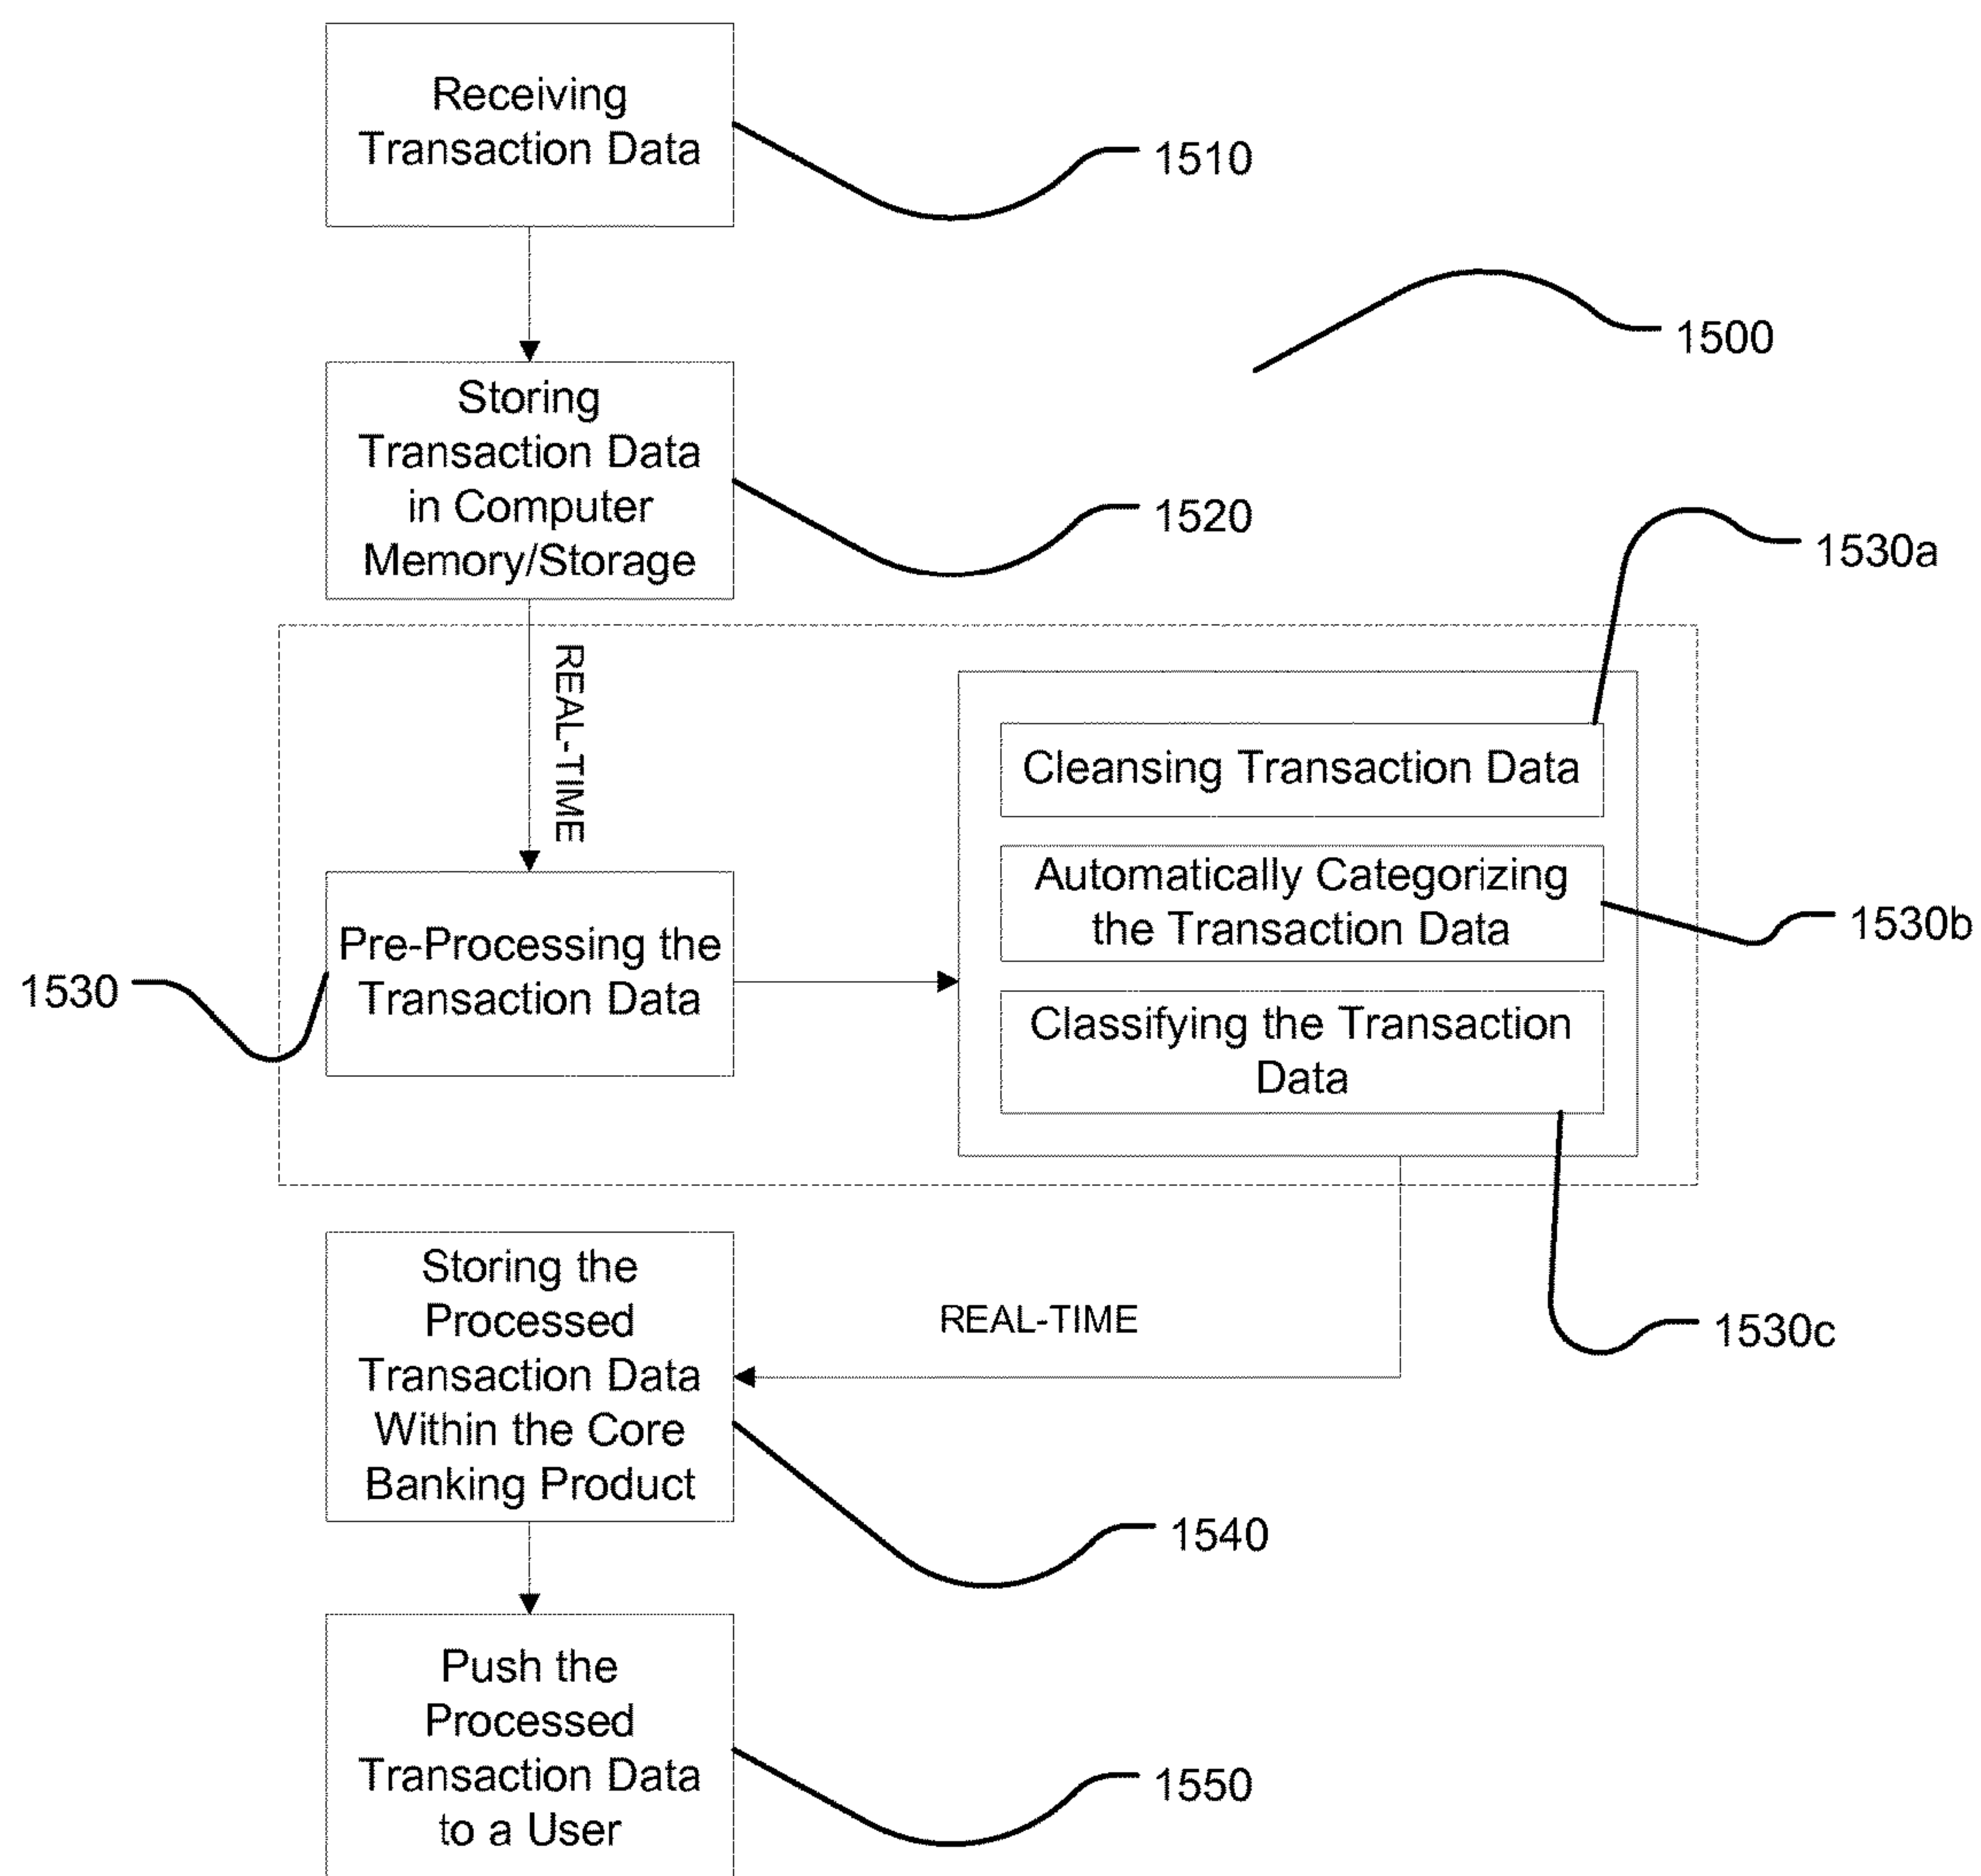 Receiving
Transaction Data
1510
1500
Storing
Transaction Data
in Computer
Memory/Storage
1520
1530a
REAL-TIME
Cleansing Transaction Data
Automatically Categorizing
the Transaction Data
1530b
Pre-Processing the
Transaction Data
1530
Classifying the Transaction
Data
1530c
REAL-TIME
Storing the
Processed
Transaction Data
Within the Core
Banking Product
1540
Push the
Processed
Transaction Data
to a User
1550